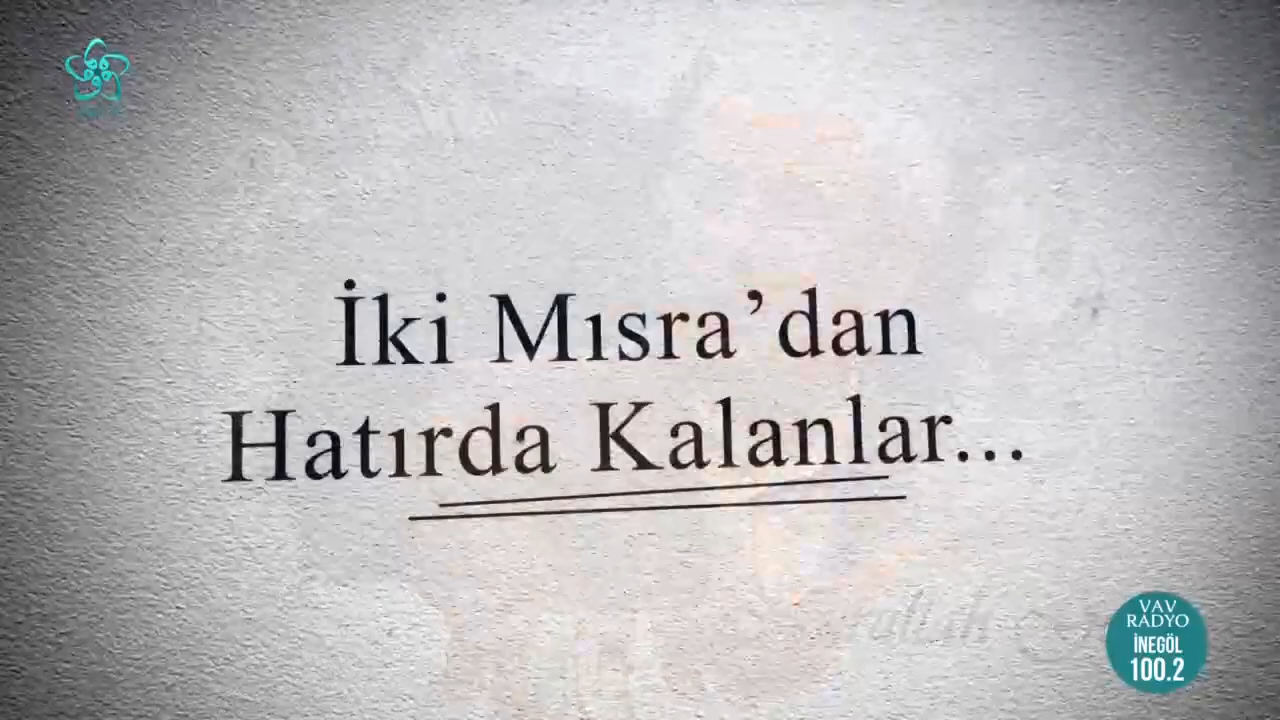 İki Mısra’dan
Hatırda Kalanlar...
VAV
RADYO
İNEGÖL
100.2